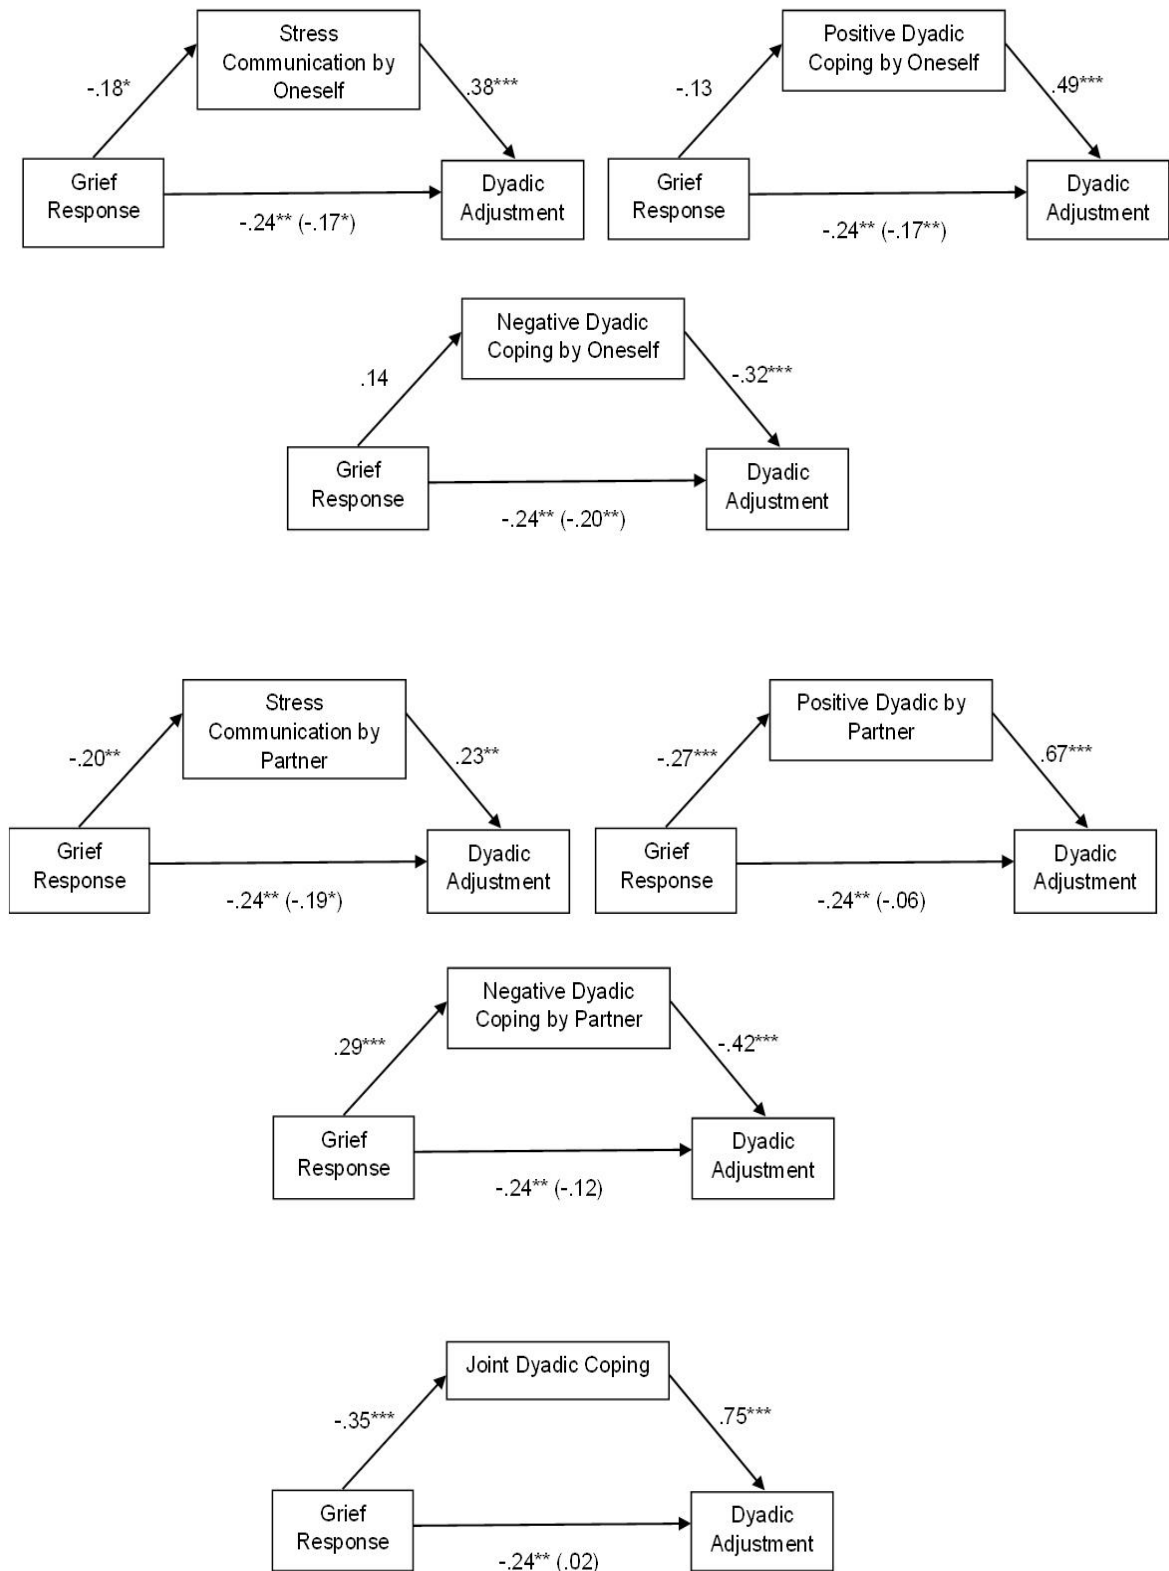 Stress
Communication by
Oneself
-.18*
.38***
Grief
Response
Dyadic
Adjustment
-.24** (-.17*)
Positive Dyadic
Coping by Oneself
-.13
.49***
Grief
Response
Dyadic
Adjustment
-.24** (-.17**)
Negative Dyadic
Coping by Oneself
.14
-.32***
Grief
Response
Dyadic
Adjustment
-.24** (-.20**)
Stress
Communication by
Partner
-.20**
.23**
Grief
Response
Dyadic
Adjustment
-.24** (-.19*)
Positive Dyadic by
Partner
-.27***
.67***
Grief
Response
Dyadic
Adjustment
-.24** (-.06)
Negative Dyadic
Coping by Partner
.29***
-.42***
Grief
Response
Dyadic
Adjustment
-.24** (-.12)
Joint Dyadic Coping
-.35***
.75***
Grief
Response
Dyadic
Adjustment
-.24** (.02)